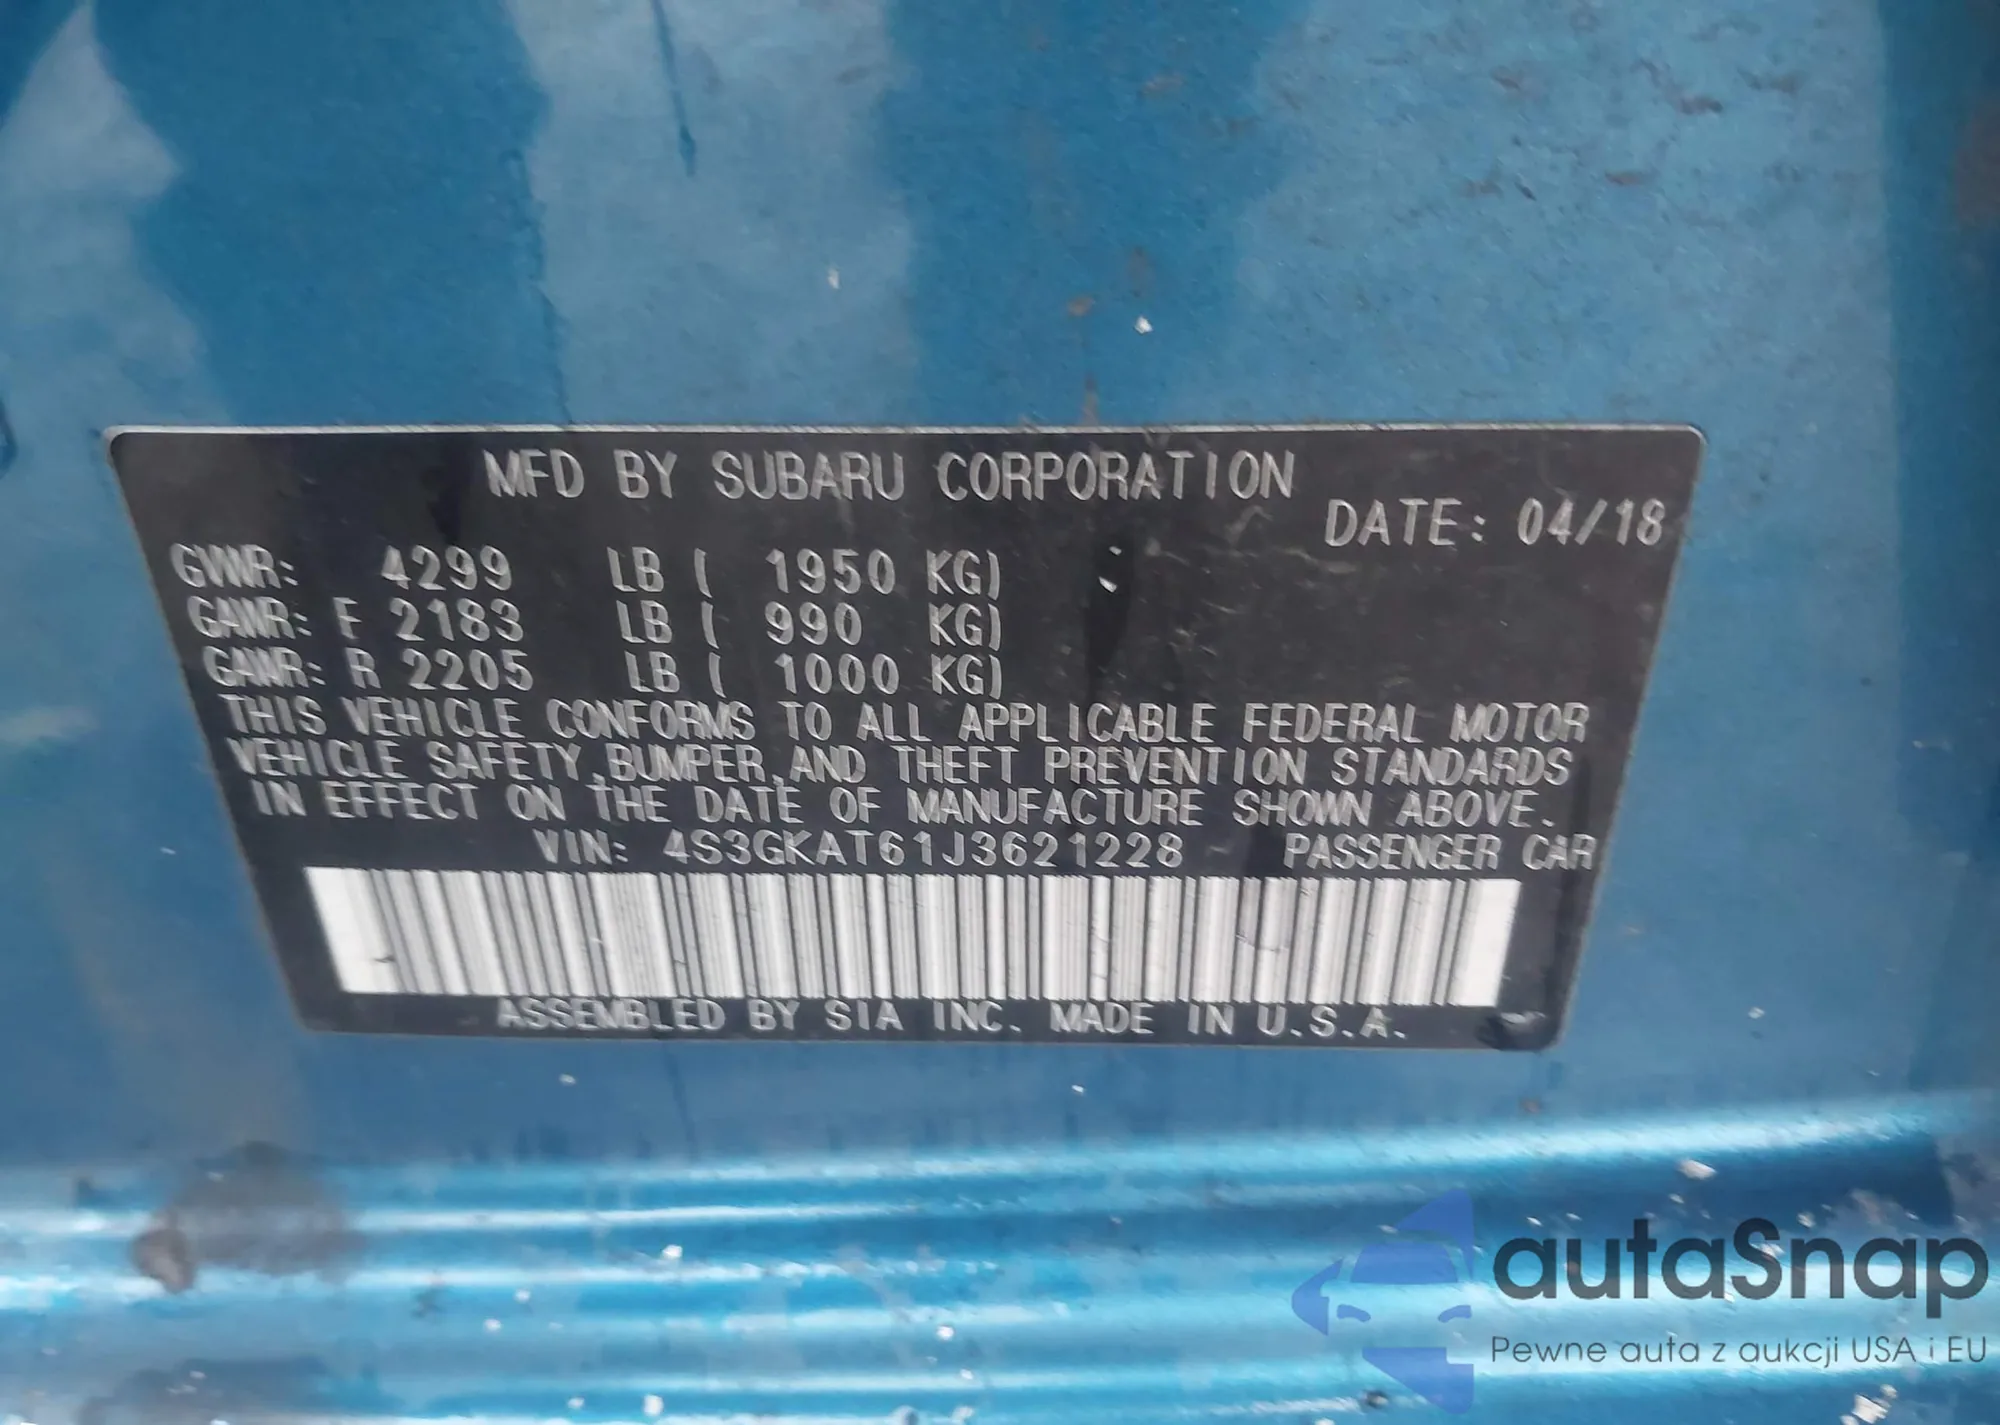 MFD BY SUBARU CORPORATION
DATE: 04/18
GVWR: 4299 LB ( 1950 KG)
GAWR: F 2183 LB ( 990 KG)
GAWR: R 2205 LB ( 1000 KG)
THIS VEHICLE CONFORMS TO ALL APPLICABLE FEDERAL MOTOR
VEHICLE SAFETY,BUMPER,AND THEFT PREVENTION STANDARDS
IN EFFECT ON THE DATE OF MANUFACTURE SHOWN ABOVE.
VIN: 4S3GKAT61J3621228 PASSENGER CAR
ASSEMBLED BY SIA INC. MADE IN U.S.A.
autaSnap
Pewne auta z aukcji USA i EU